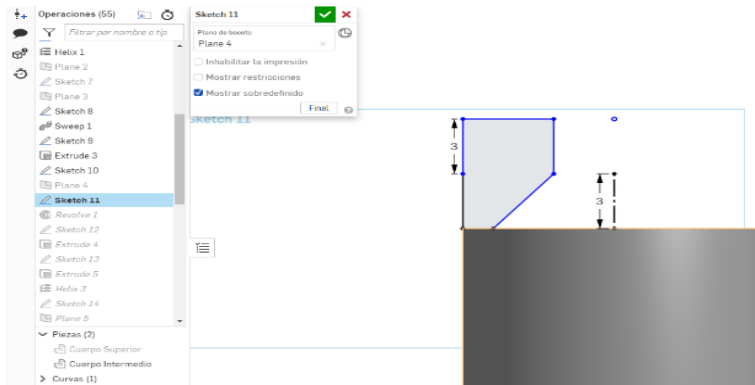 Operaciones (55)
Filtrar por nombre o tip
Helix 1
Plane 2
Sketch 7
Plane 3
Sketch 8
Sweep 1
Sketch 9
Extrude 3
Sketch 10
Plane 4
Sketch 11
Revolve 1
Sketch 12
Extrude 4
Sketch 13
Extrude 5
Helix 3
Sketch 14
Plane 5
Piezas (2)
Cuerpo Superior
Cuerpo Intermedio
Curvas (1)
Sketch 11
Plano de boceto
Plane 4
Inhabilitar la impresión
Mostrar restricciones
Mostrar sobredefinido
Final
Sketch 11
3
3